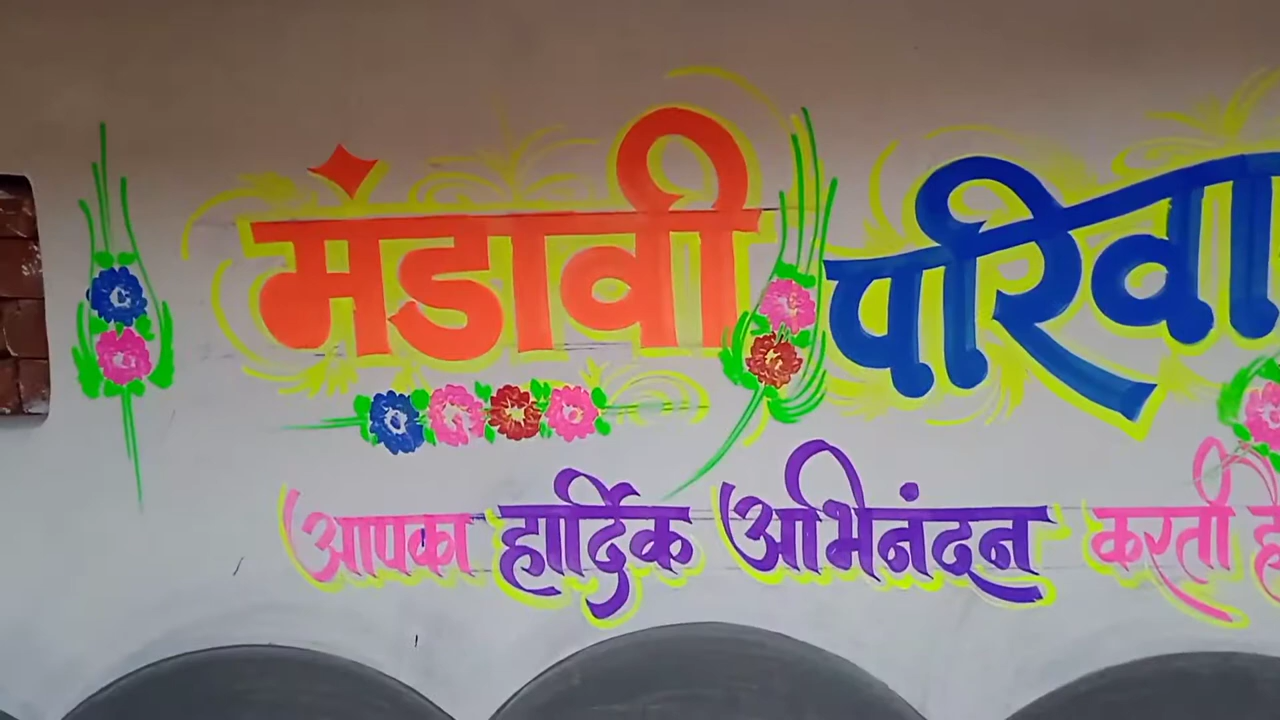 मंडावी परिवा
आपका हार्दिक अभिनंदन करती है